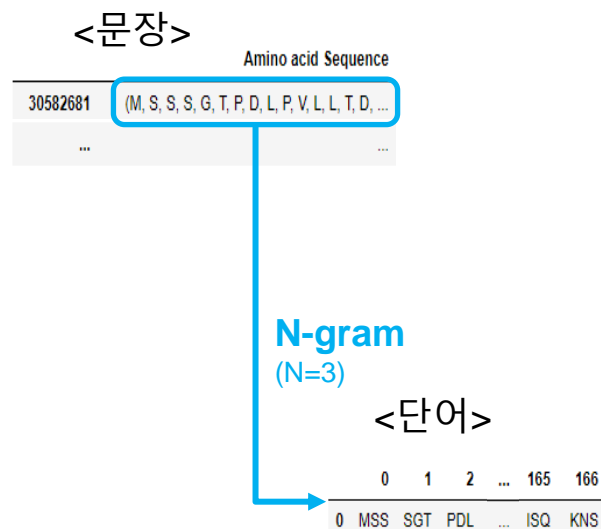 <문장>
Amino acid Sequence
30582681 (M, S, S, S, G, T, P, D, L, P, V, L, L, T, D, ...
... ...
N-gram
(N=3)
<단어>
0 1 2 ... 165 166
0 MSS SGT PDL ... ISQ KNS